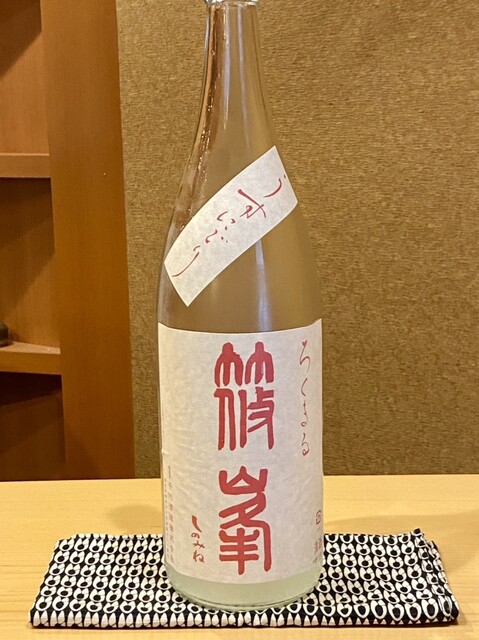 うすにごり
ろくまる
篠峯
しのみね